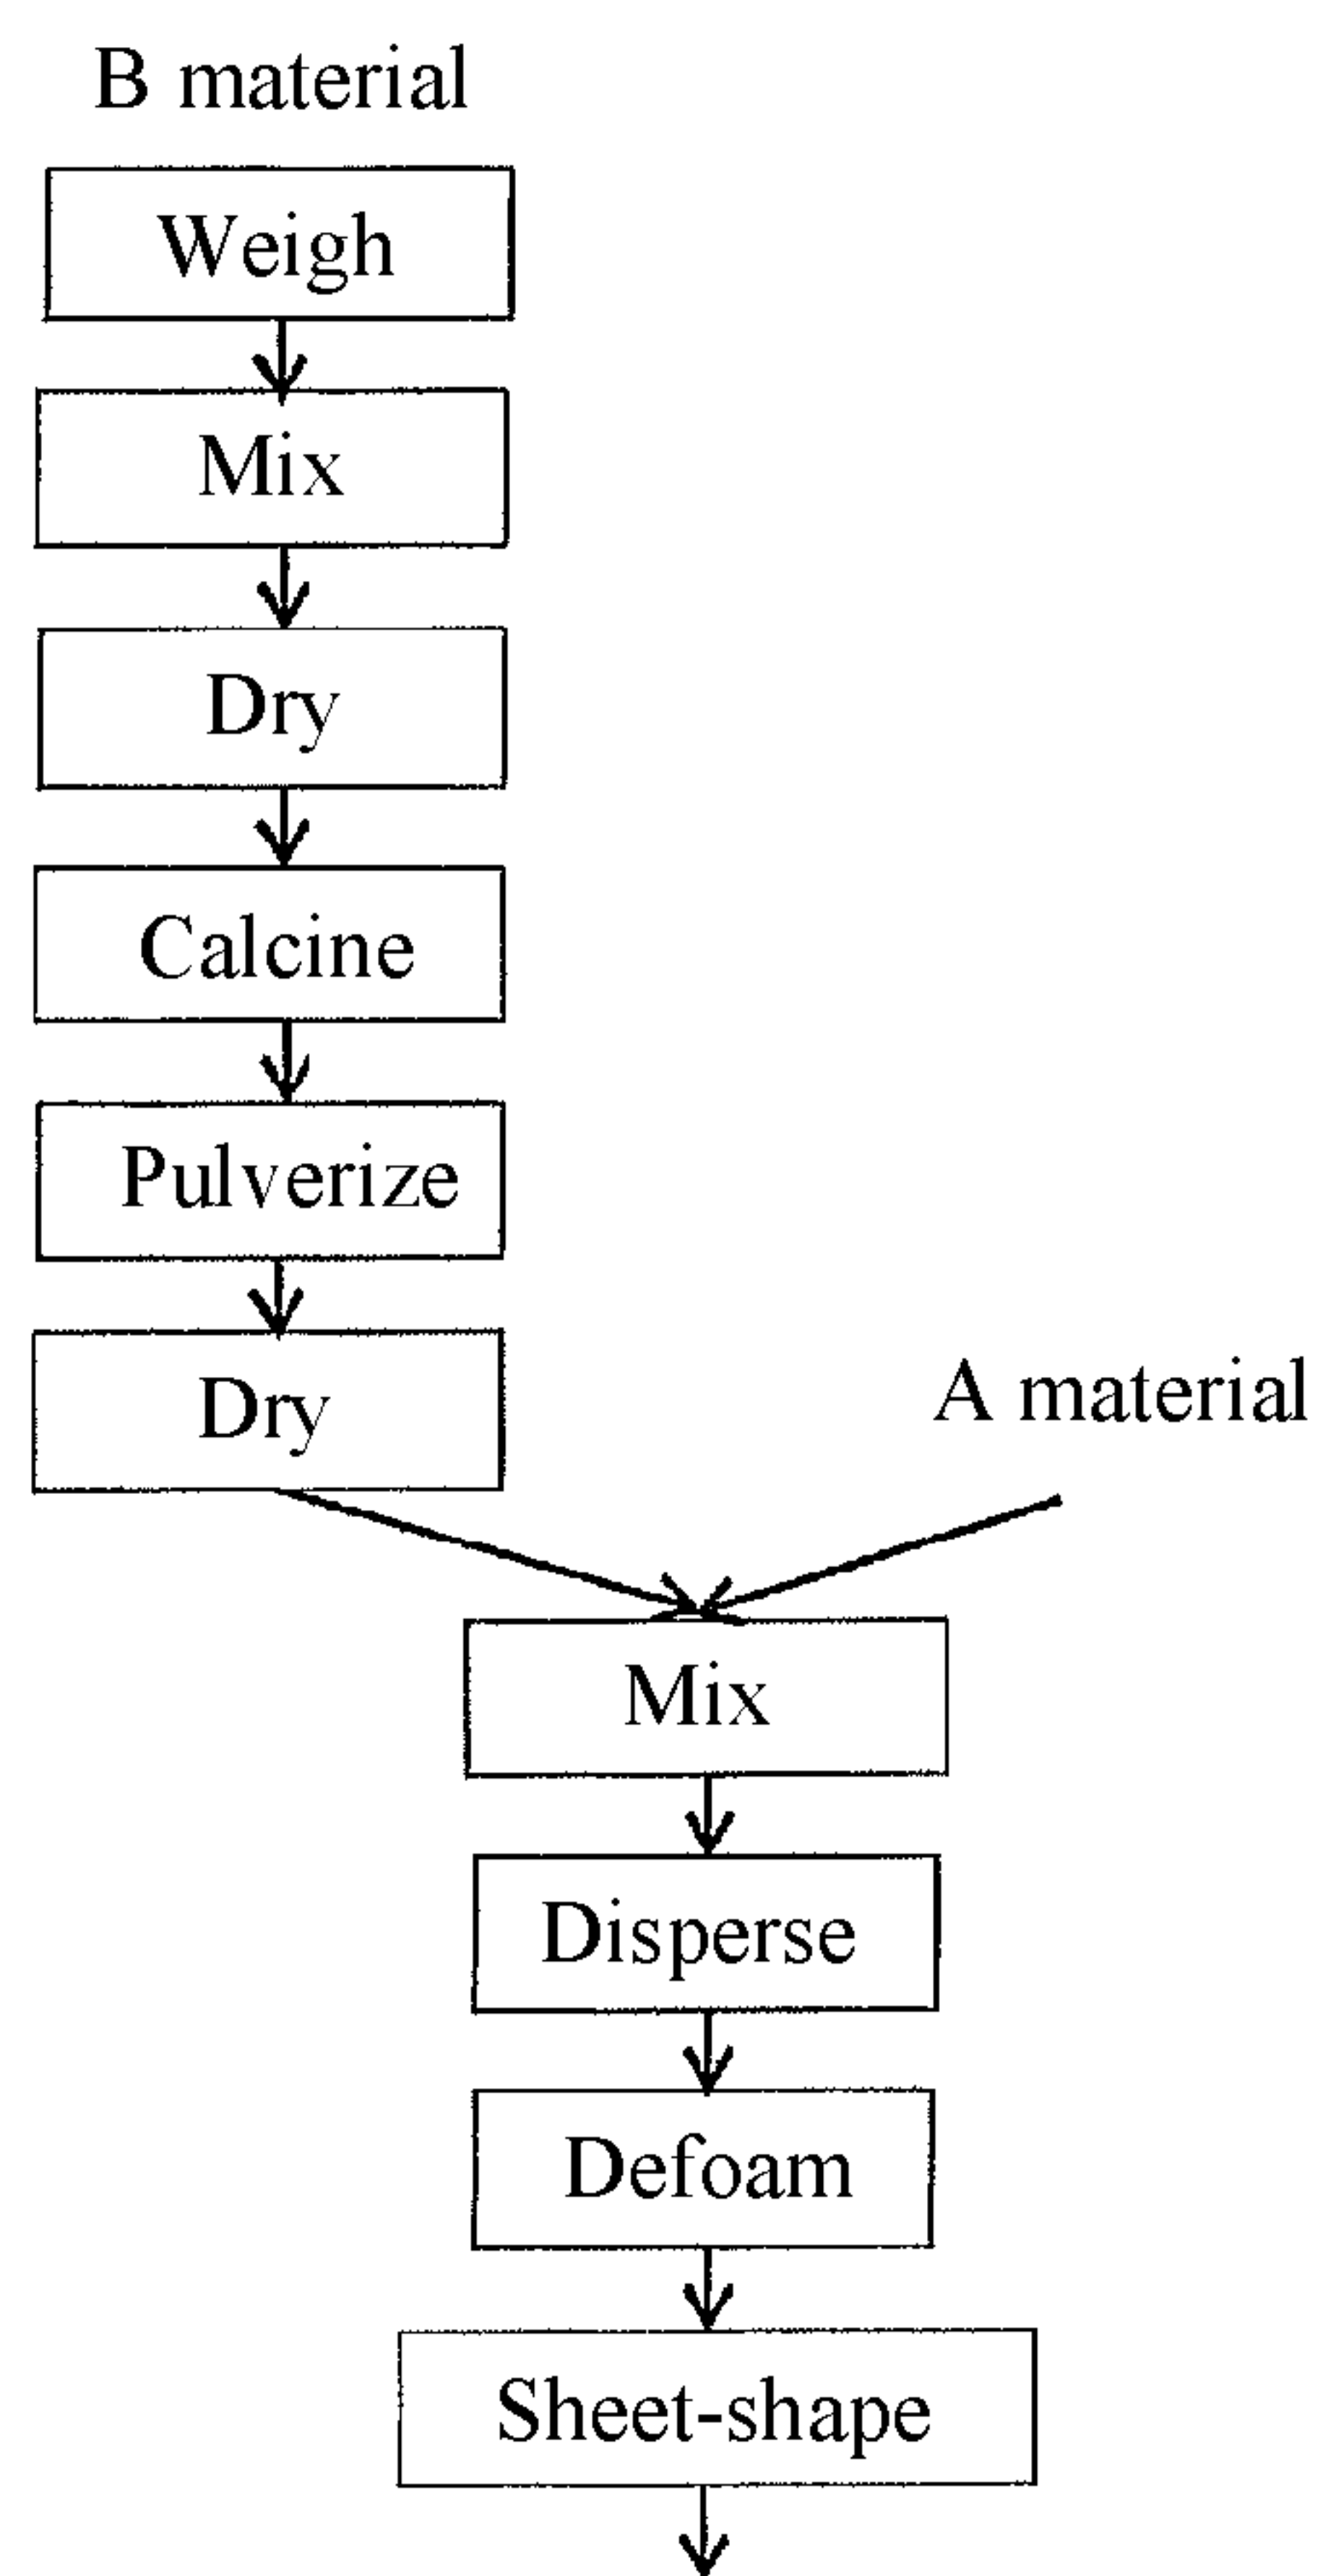 B material
Weigh
Mix
Dry
Calcine
Pulverize
Dry
A material
Mix
Disperse
Defoam
Sheet-shape